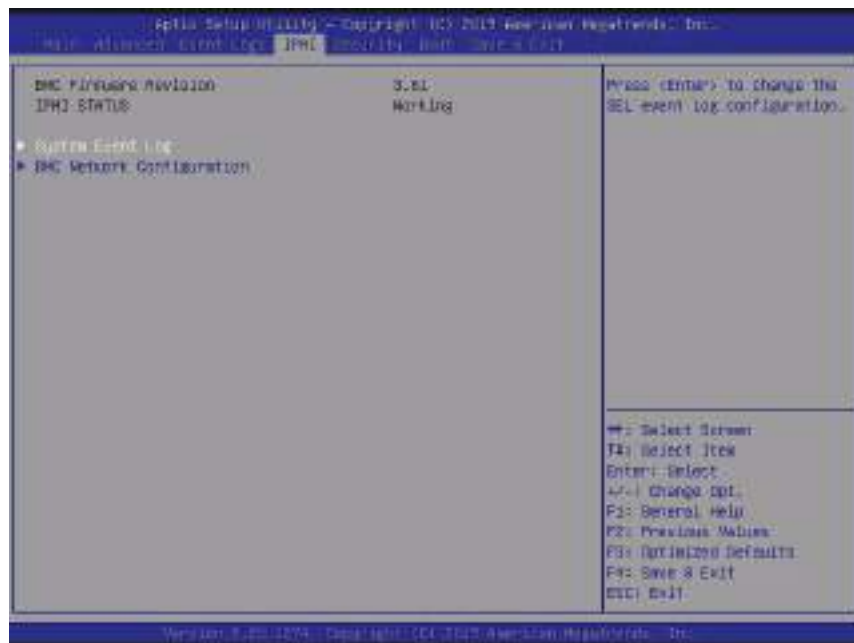 Aptio Setup Utility - Copyright (C) 2017 American Megatrends, Inc.
Main Advanced Event Logs IPMI Security Boot Save & Exit
BMC Firmware Revision 3.61
IPMI STATUS Working
System Event Log
BMC Network Configuration
Press <Enter> to change the
SEL event log configuration.
: Select Screen
↑↓: Select Item
Enter: Select
+/-: Change Opt.
F1: General Help
F2: Previous Values
F3: Optimized Defaults
F4: Save & Exit
ESC: Exit
Version Copyright (C) 2017 American Megatrends, Inc.